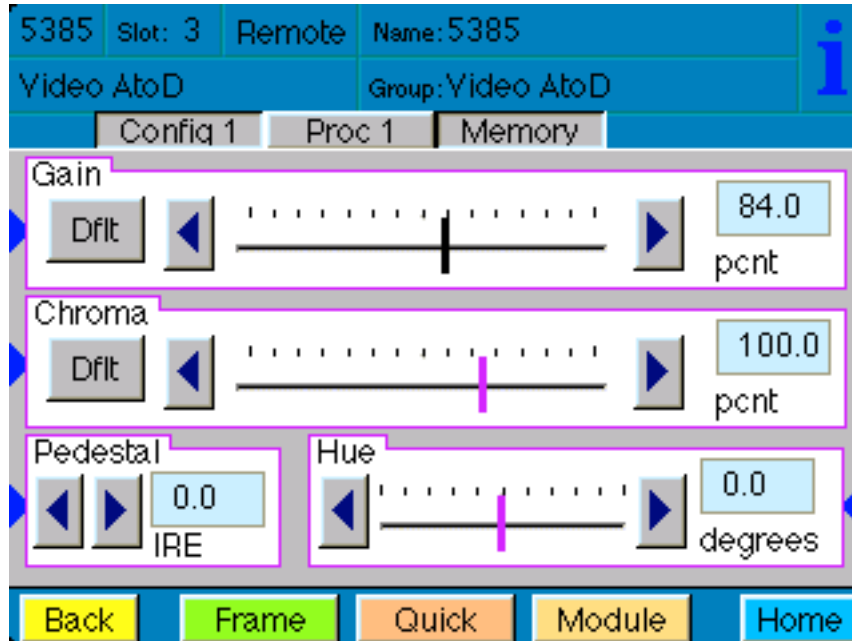 5385 Slot: 3 Remote Name: 5385 i
Video AtoD Group: Video AtoD
Config 1 Proc 1 Memory
Gain
Dflt 84.0
pcnt
Chroma
Dflt 100.0
pcnt
Pedestal Hue
0.0 0.0
IRE degrees
Back Frame Quick Module Home